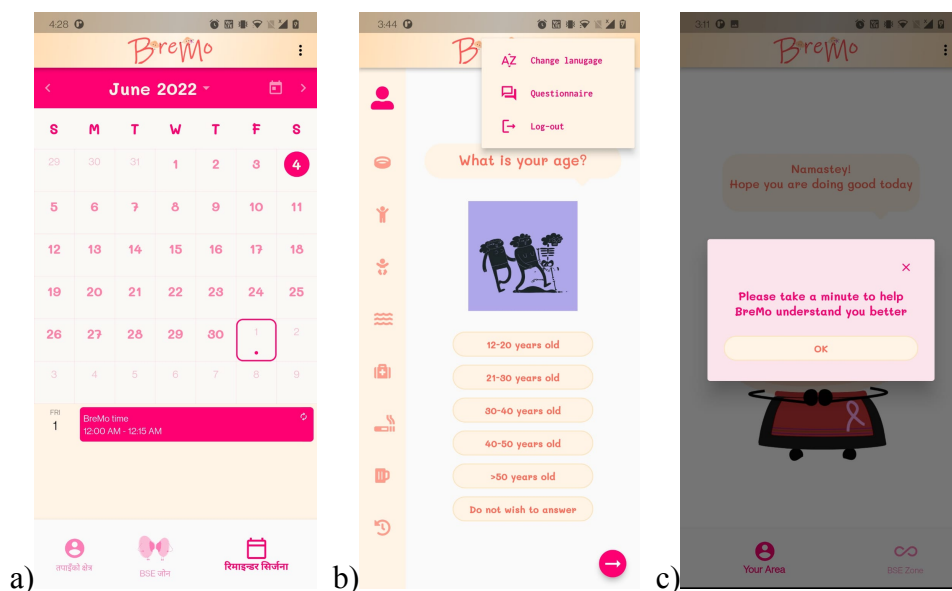 4:28
BreMo
June 2022
S M T W T F S
29 30 31 1 2 3 4
5 6 7 8 9 10 11
12 13 14 15 16 17 18
19 20 21 22 23 24 25
26 27 28 29 30 1 2
3 4 5 6 7 8 9
FRI
1
BreMo time
12:00 AM - 12:15 AM
तपाईंको क्षेत्र
BSE जोन
रिमाइन्डर सिर्जना
a)
3:44
B
AZ Change lanugage
Questionnaire
Log-out
What is your age?
12-20 years old
21-30 years old
30-40 years old
40-50 years old
>50 years old
Do not wish to answer
b)
3:11
BreMo
Namastey!
Hope you are doing good today
Please take a minute to help
BreMo understand you better
OK
Your Area
BSE Zone
c)